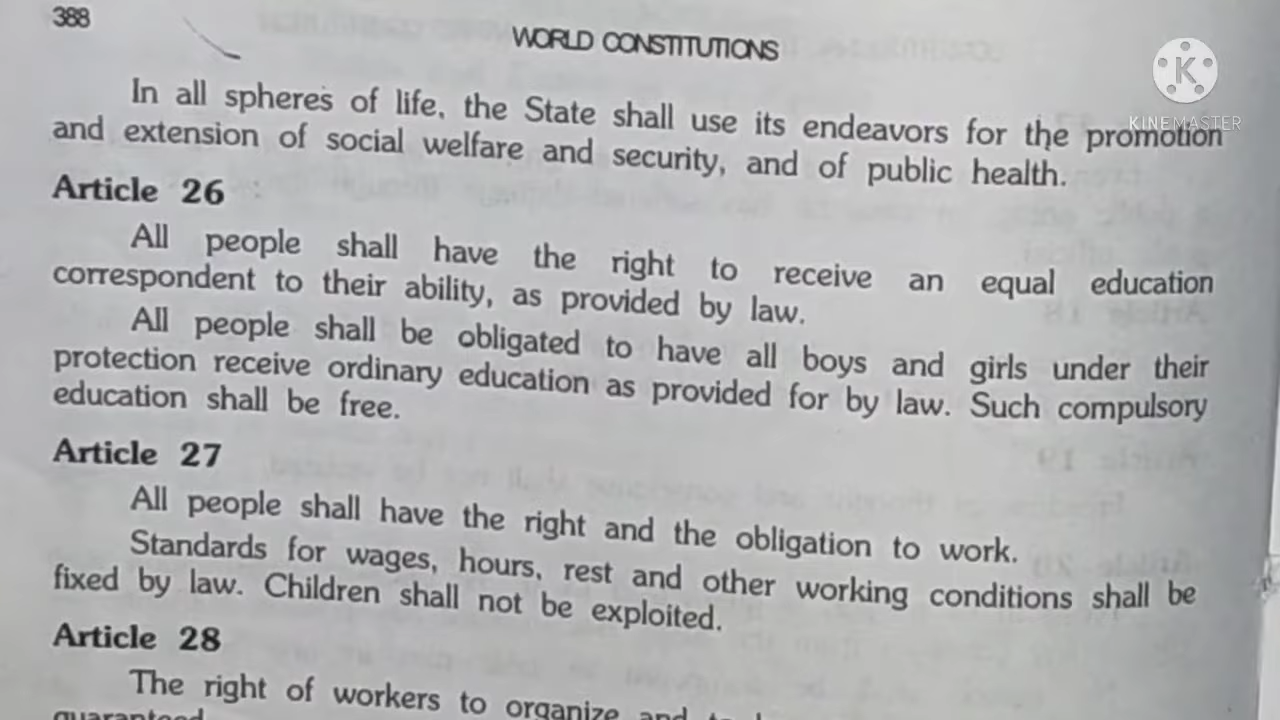 388
WORLD CONSTITUTIONS
K
KINEMASTER
In all spheres of life, the State shall use its endeavors for the promotion
and extension of social welfare and security, and of public health.
Article 26
All people shall have the right to receive an equal education
correspondent to their ability, as provided by law.
All people shall be obligated to have all boys and girls under their
protection receive ordinary education as provided for by law. Such compulsory
education shall be free.
Article 27
All people shall have the right and the obligation to work.
Standards for wages, hours, rest and other working conditions shall be
fixed by law. Children shall not be exploited.
Article 28
The right of workers to organize and to
guaranteed